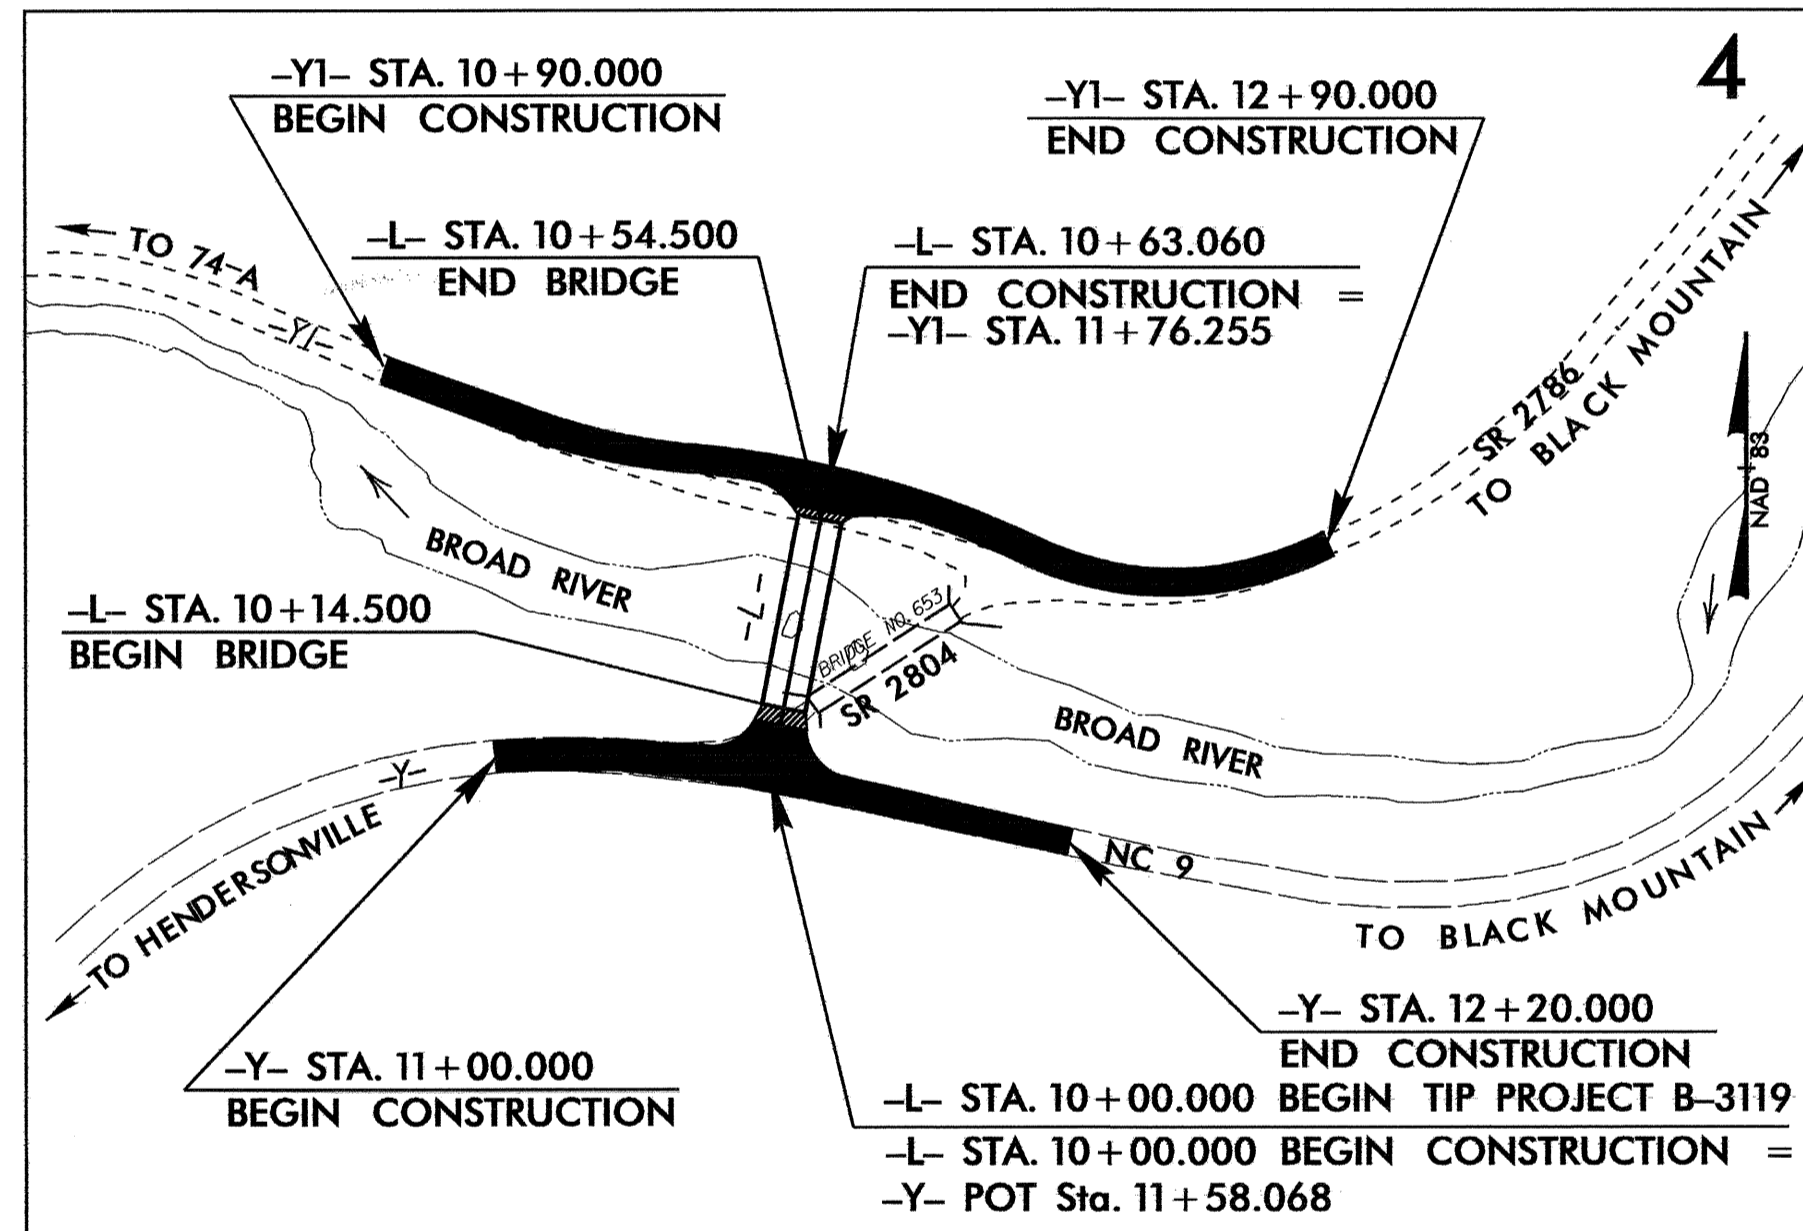 4
–Y1– STA. 10+90.000
BEGIN CONSTRUCTION
–Y1– STA. 12+90.000
END CONSTRUCTION
–L– STA. 10+54.500
END BRIDGE
–L– STA. 10+63.060
END CONSTRUCTION =
–Y1– STA. 11+76.255
TO 74-A
–Y1–
SR 2786
TO BLACK MOUNTAIN
NAD 83
BROAD RIVER
–L– STA. 10+14.500
BEGIN BRIDGE
–L–
BRIDGE NO. 653
SR 2804
BROAD RIVER
–Y–
TO HENDERSONVILLE
NC 9
TO BLACK MOUNTAIN
–Y– STA. 12+20.000
END CONSTRUCTION
–Y– STA. 11+00.000
BEGIN CONSTRUCTION
–L– STA. 10+00.000 BEGIN TIP PROJECT B–3119
–L– STA. 10+00.000 BEGIN CONSTRUCTION =
–Y– POT Sta. 11+58.068